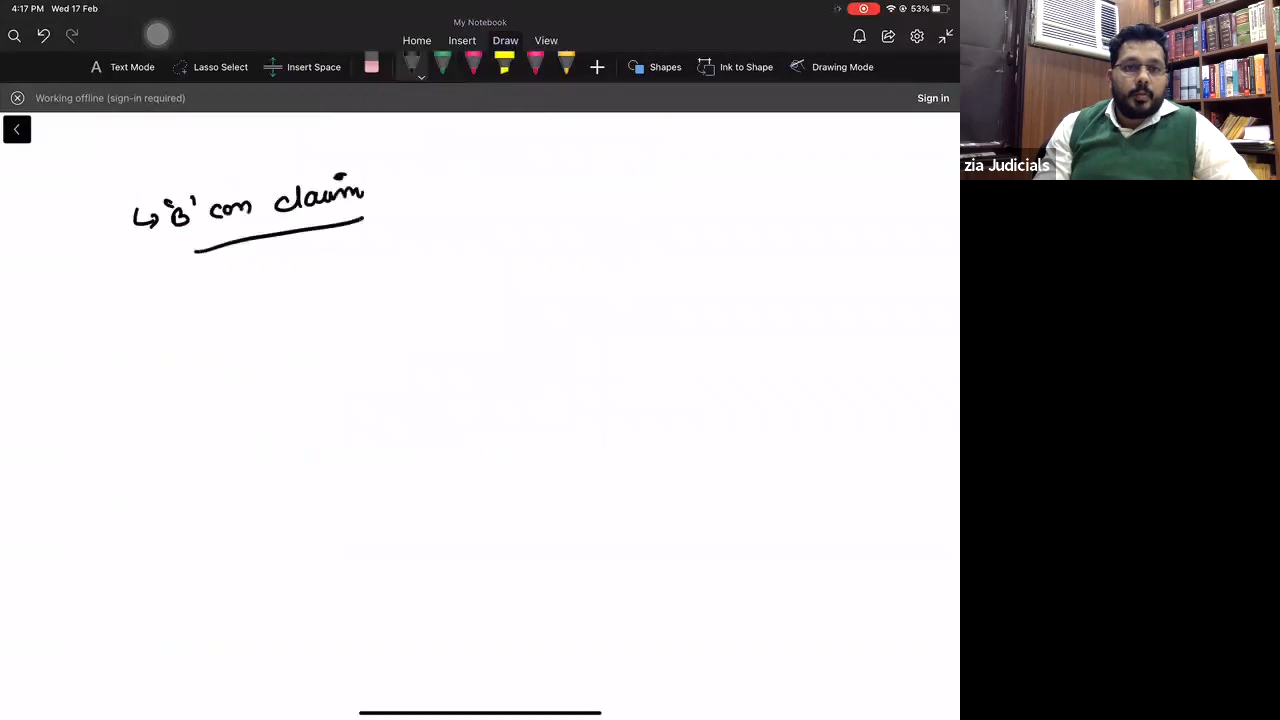 4:17 PM Wed 17 Feb
53%
My Notebook
Home Insert Draw View
A Text Mode Lasso Select Insert Space Shapes Ink to Shape Drawing Mode
Working offline (sign-in required) Sign in
↳ "B' can claim
zia Judicials